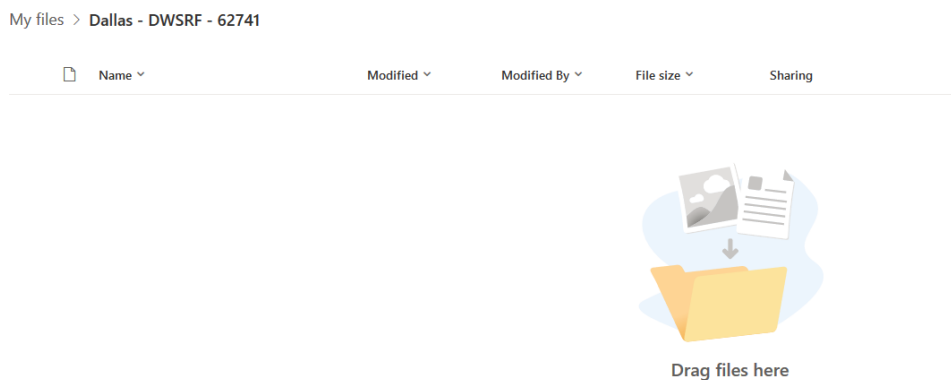 My files > Dallas - DWSRF - 62741
Name Modified Modified By File size Sharing
Drag files here